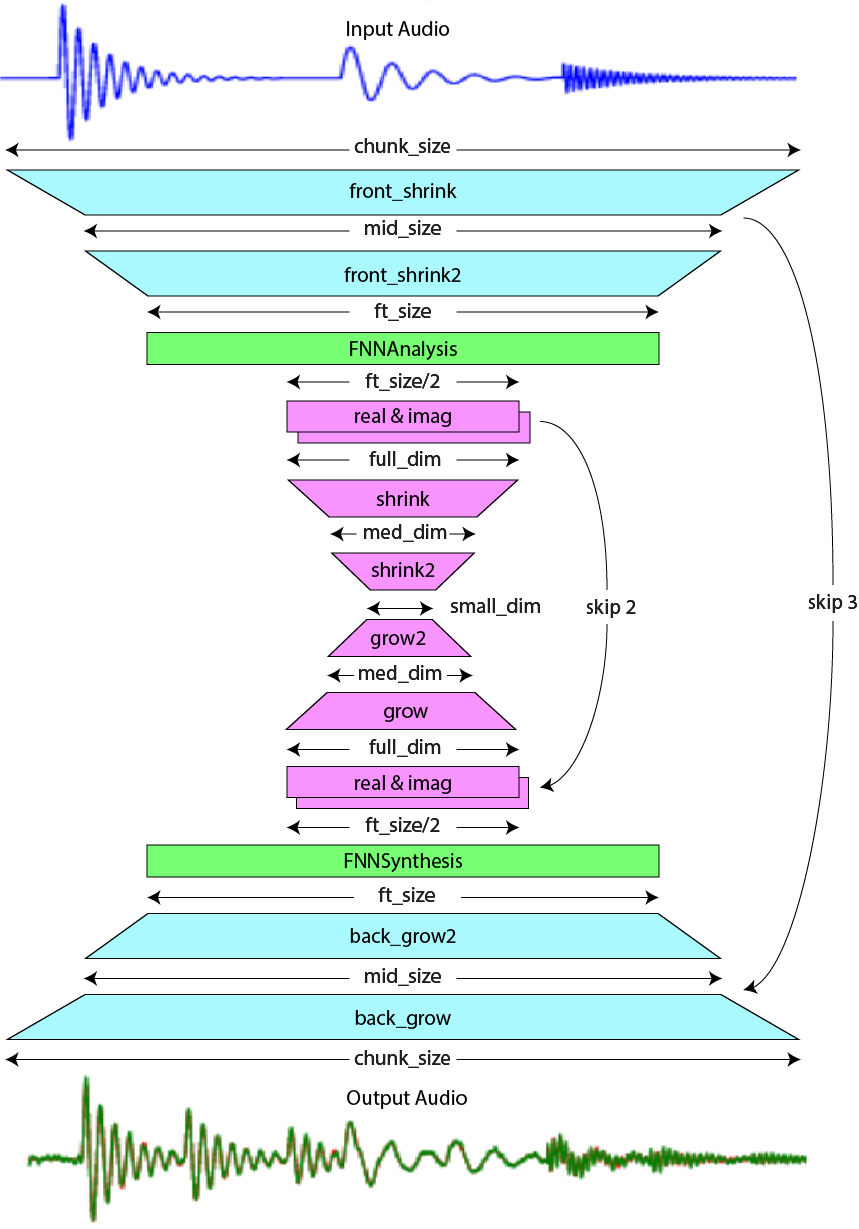 Input Audio
chunk_size
front_shrink
mid_size
front_shrink2
ft_size
FNNAnalysis
ft_size/2
real & imag
full_dim
shrink
med_dim
shrink2
small_dim
skip 2
skip 3
grow2
med_dim
grow
full_dim
real & imag
ft_size/2
FNNSynthesis
ft_size
back_grow2
mid_size
back_grow
chunk_size
Output Audio